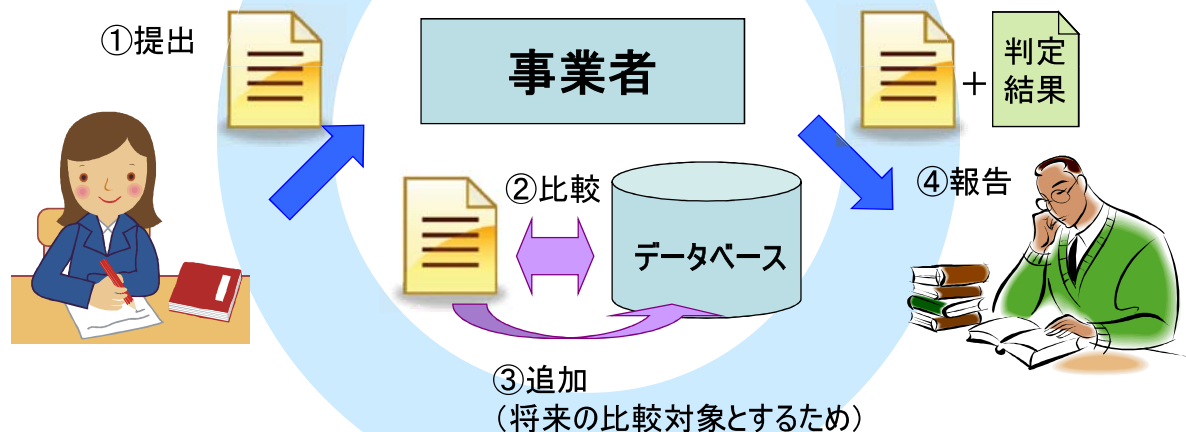 ①提出
事業者
＋
判定
結果
②比較
データベース
④報告
③追加
（将来の比較対象とするため）